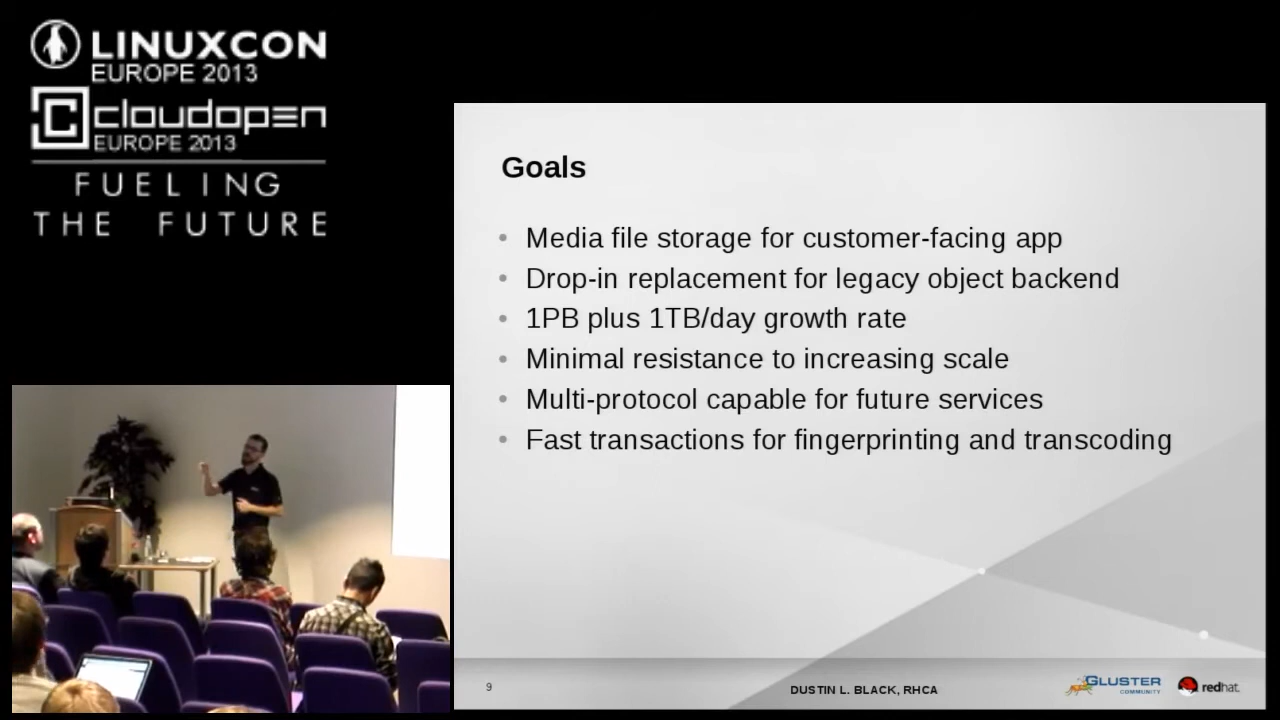 LINUXCON
EUROPE 2013
cloudopen
EUROPE 2013
FUELING
THE FUTURE
Goals
• Media file storage for customer-facing app
• Drop-in replacement for legacy object backend
• 1PB plus 1TB/day growth rate
• Minimal resistance to increasing scale
• Multi-protocol capable for future services
• Fast transactions for fingerprinting and transcoding
9
DUSTIN L. BLACK, RHCA
GLUSTER
COMMUNITY
redhat.